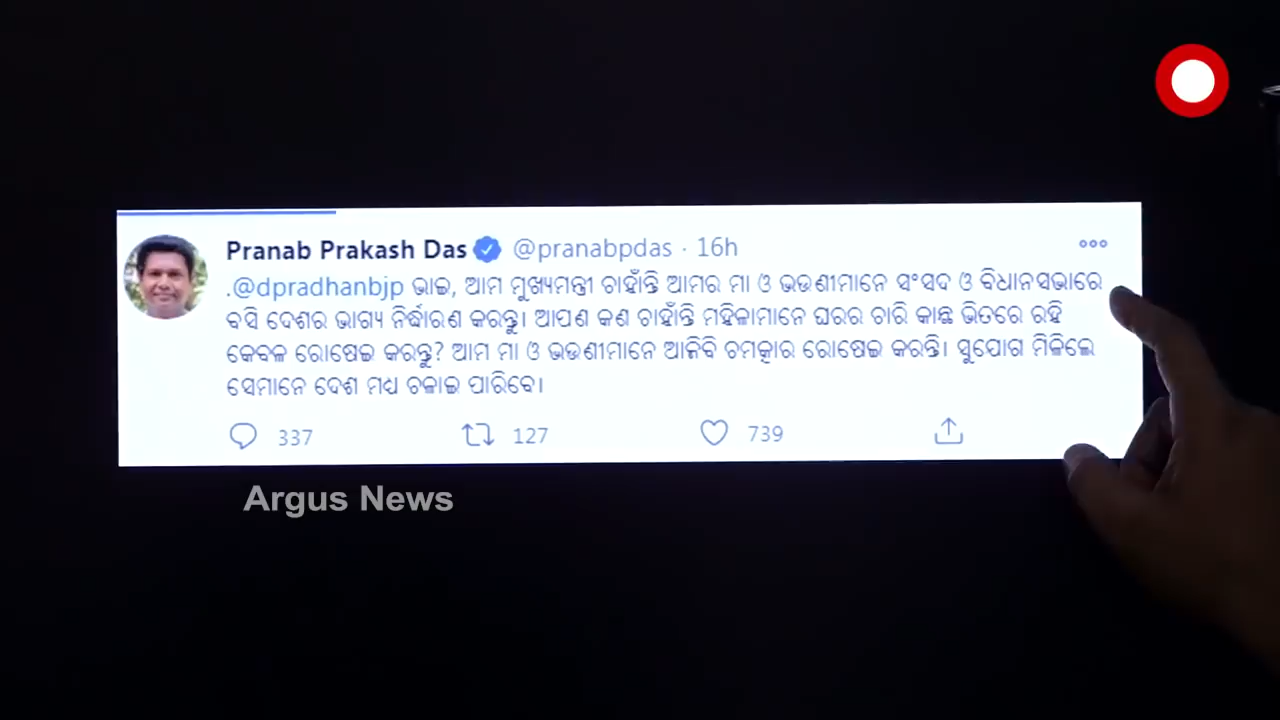 Pranab Prakash Das @pranabpdas · 16h
.@dpradhanbjp ଭାଇ, ଆମ ମୁଖ୍ୟମନ୍ତ୍ରୀ ଚାହାଁନ୍ତି ଆମର ମା ଓ ଭଉଣୀମାନେ ସଂସଦ ଓ ବିଧାନସଭାରେ
ବସି ଦେଶର ଭାଗ୍ୟ ନିର୍ଦ୍ଧାରଣ କରନ୍ତୁ। ଆପଣ କଣ ଚାହାଁନ୍ତି ମହିଳାମାନେ ଘରର ଚାରି କାନ୍ଥ ଭିତରେ ରହି
କେବଳ ରୋଷେଇ କରନ୍ତୁ? ଆମ ମା ଓ ଭଉଣୀମାନେ ଆଜିବି ଚମତ୍କାର ରୋଷେଇ କରନ୍ତି। ସୁଯୋଗ ମିଳିଲେ
ସେମାନେ ଦେଶ ମଧ୍ୟ ଚଳାଇ ପାରିବେ।
337 127 739
Argus News